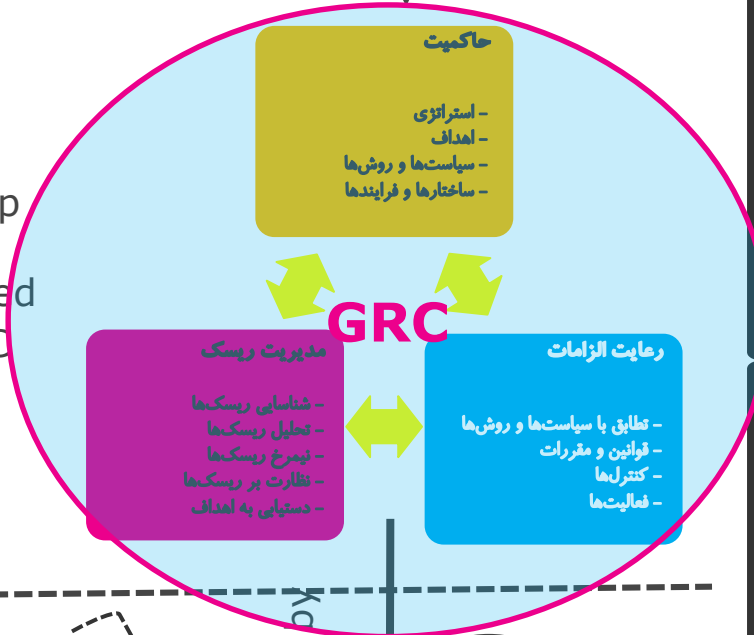 حاکمیت
- استراتژی
- اهداف
- سیاست‌ها و روش‌ها
- ساختارها و فرایندها
p
ed
GRC
مدیریت ریسک
- شناسایی ریسک‌ها
- تحلیل ریسک‌ها
- نیمرخ ریسک‌ها
- نظارت بر ریسک‌ها
- دستیابی به اهداف
رعایت الزامات
- تطابق با سیاست‌ها و روش‌ها
- قوانین و مقررات
- کنترل‌ها
- فعالیت‌ها
by